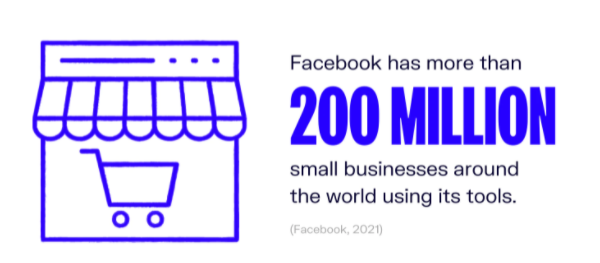 Facebook has more than
200 MILLION
small businesses around
the world using its tools.
(Facebook, 2021)